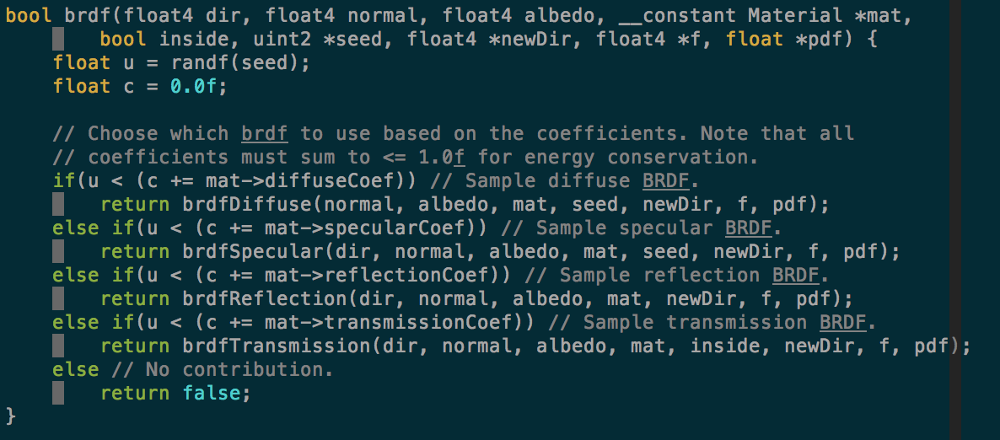 bool brdf(float4 dir, float4 normal, float4 albedo, __constant Material *mat,
        bool inside, uint2 *seed, float4 *newDir, float4 *f, float *pdf) {
    float u = randf(seed);
    float c = 0.0f;

    // Choose which brdf to use based on the coefficients. Note that all
    // coefficients must sum to <= 1.0f for energy conservation.
    if(u < (c += mat->diffuseCoef)) // Sample diffuse BRDF.
        return brdfDiffuse(normal, albedo, mat, seed, newDir, f, pdf);
    else if(u < (c += mat->specularCoef)) // Sample specular BRDF.
        return brdfSpecular(dir, normal, albedo, mat, seed, newDir, f, pdf);
    else if(u < (c += mat->reflectionCoef)) // Sample reflection BRDF.
        return brdfReflection(dir, normal, albedo, mat, newDir, f, pdf);
    else if(u < (c += mat->transmissionCoef)) // Sample transmission BRDF.
        return brdfTransmission(dir, normal, albedo, mat, inside, newDir, f, pdf);
    else // No contribution.
        return false;
}